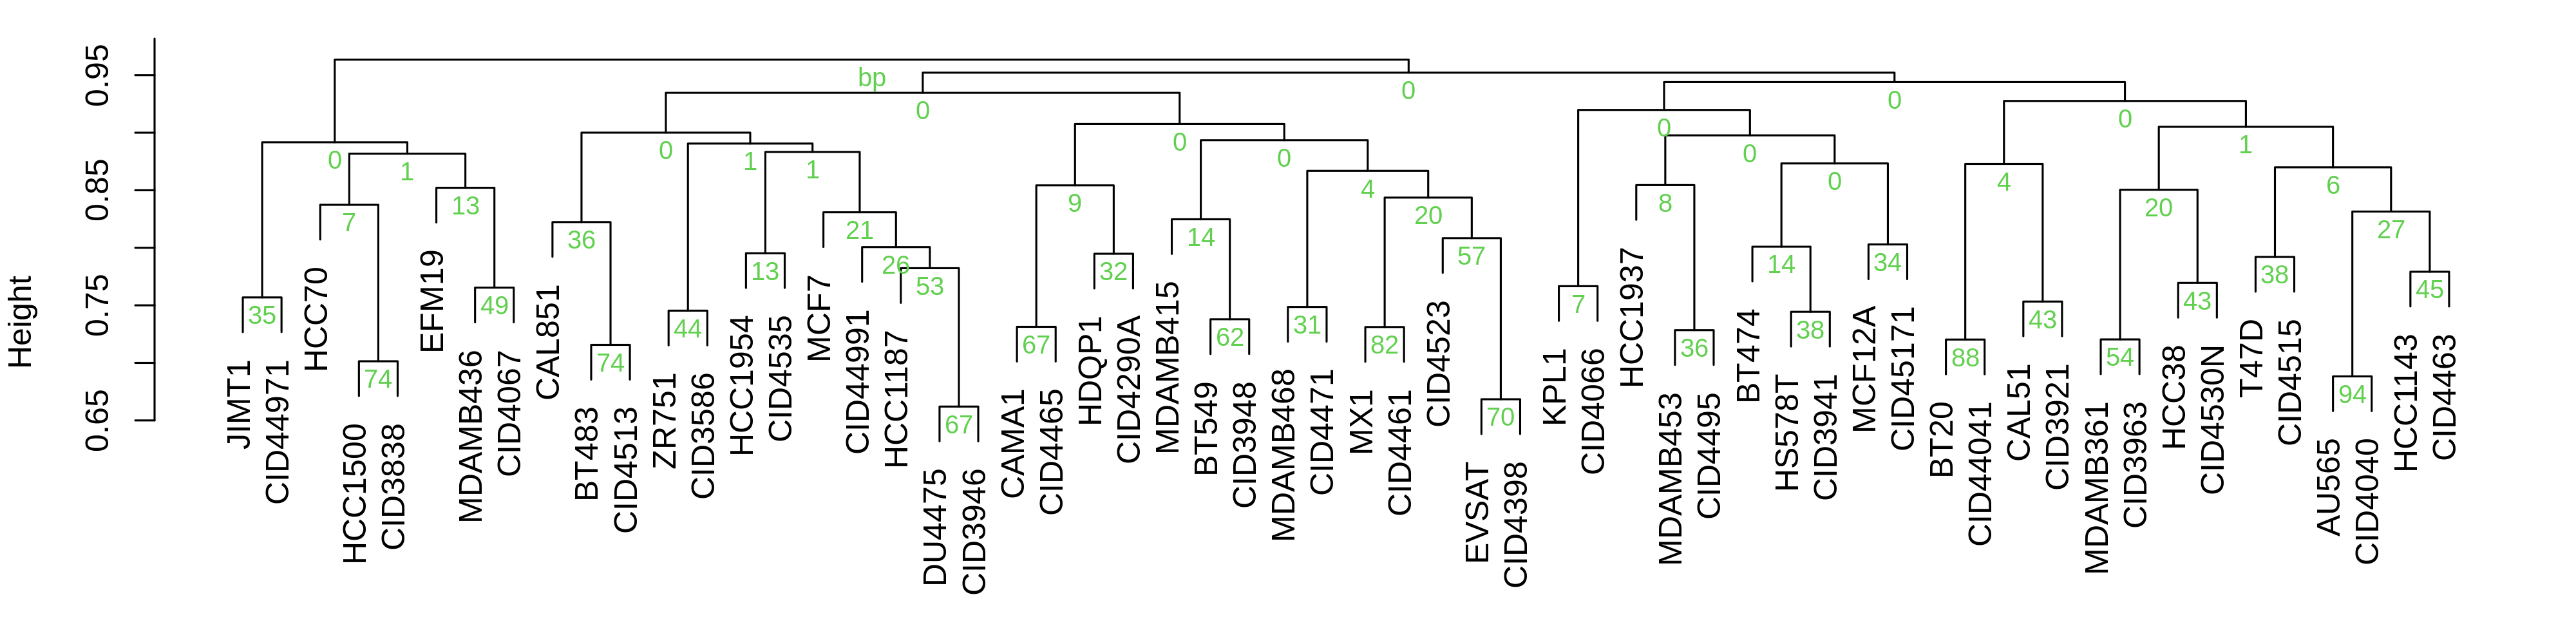 Height
0.95
0.85
0.75
0.65
bp
0
0
0
0
0
0
0
0
0
0
0
1
1
1
1
13
7
36
21
26
53
13
44
35
74
49
74
67
9
32
67
14
62
4
20
57
31
82
70
7
8
36
14
38
34
4
88
43
20
54
43
6
38
27
94
45
JIMT1
CID44971
HCC70
HCC1500
CID3838
EFM19
MDAMB436
CID4067
CAL851
BT483
CID4513
ZR751
CID3586
HCC1954
CID4535
MCF7
CID44991
HCC1187
DU4475
CID3946
CAMA1
CID4465
HDQP1
CID4290A
MDAMB415
BT549
CID3948
MDAMB468
CID4471
MX1
CID4461
CID4523
EVSAT
CID4398
KPL1
CID4066
HCC1937
MDAMB453
CID4495
BT474
HS578T
CID3941
MCF12A
CID45171
BT20
CID44041
CAL51
CID3921
MDAMB361
CID3963
HCC38
CID4530N
T47D
CID4515
AU565
CID4040
HCC1143
CID4463